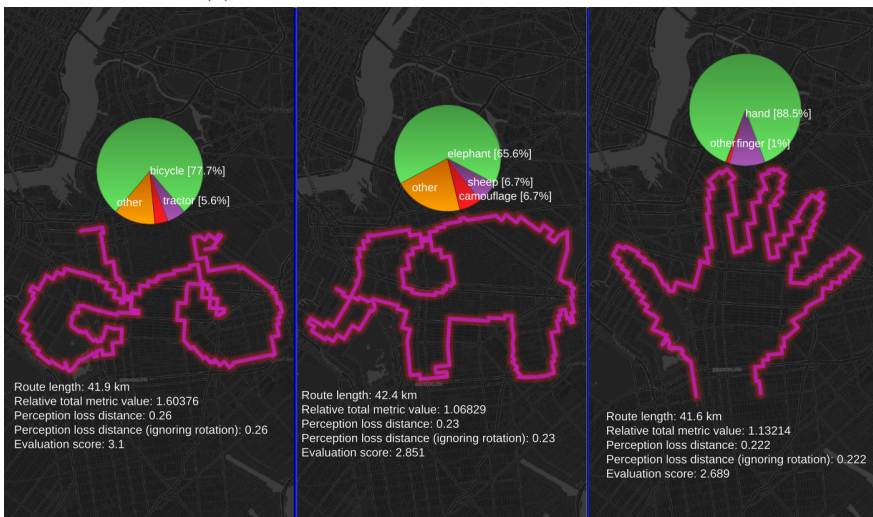 bicycle [77.7%]
other
tractor [5.6%]
Route length: 41.9 km
Relative total metric value: 1.60376
Perception loss distance: 0.26
Perception loss distance (ignoring rotation): 0.26
Evaluation score: 3.1
elephant [65.6%]
other
sheep [6.7%]
camouflage [6.7%]
Route length: 42.4 km
Relative total metric value: 1.06829
Perception loss distance: 0.23
Perception loss distance (ignoring rotation): 0.23
Evaluation score: 2.851
hand [88.5%]
other
finger [1%]
Route length: 41.6 km
Relative total metric value: 1.13214
Perception loss distance: 0.222
Perception loss distance (ignoring rotation): 0.222
Evaluation score: 2.689